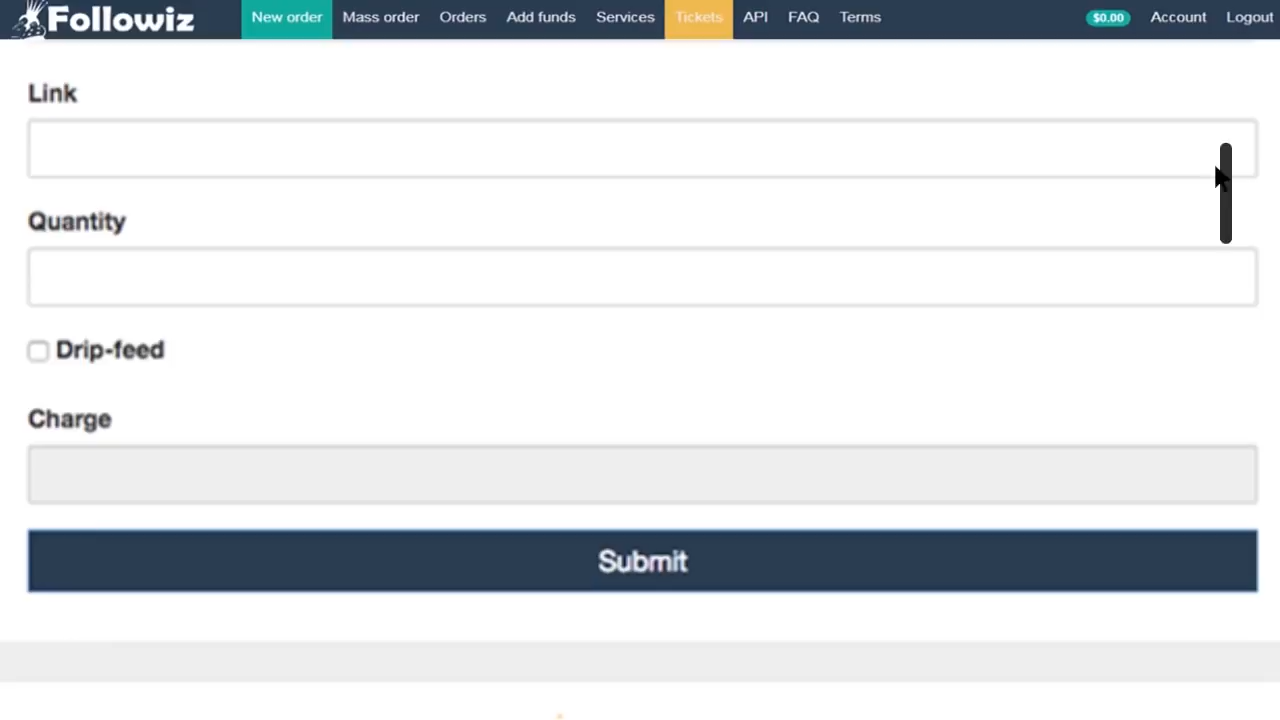 Followiz New order Mass order Orders Add funds Services Tickets API FAQ Terms $0.00 Account Logout
Link
Quantity
Drip-feed
Charge
Submit